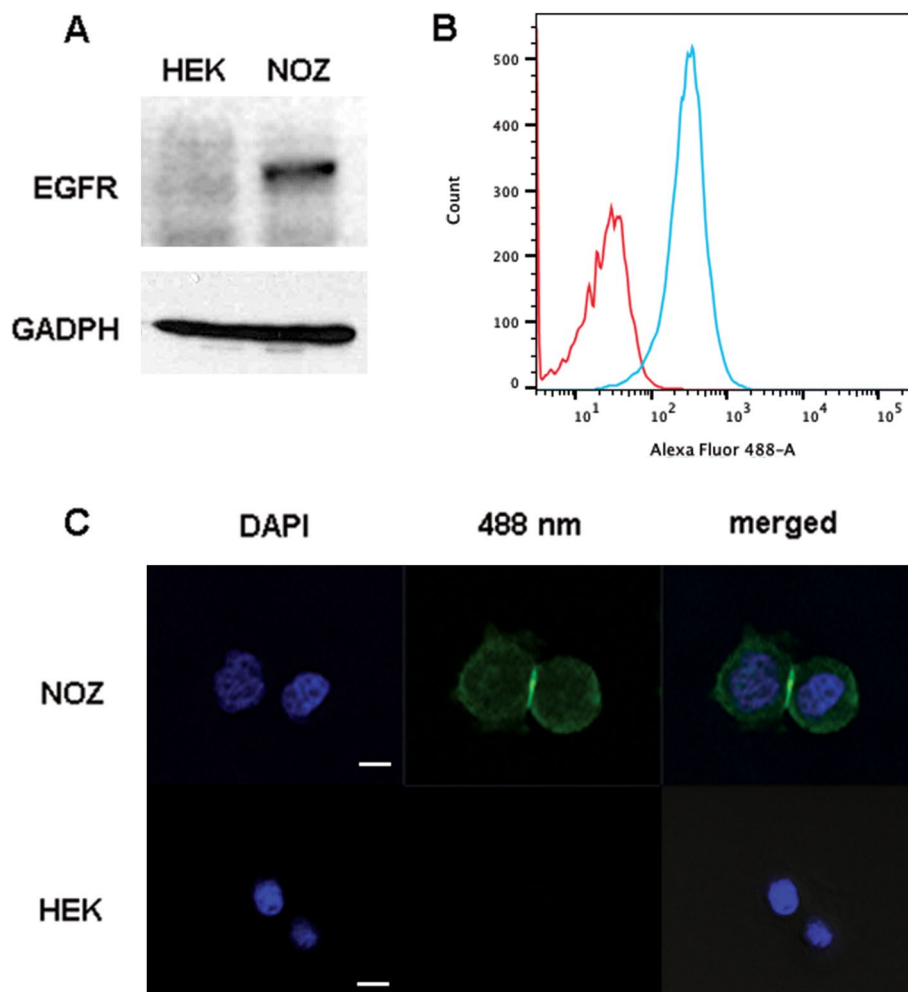 A
HEK NOZ
EGFR
GADPH
B
500
400
300
200
100
0
Count
10¹ 10² 10³ 10⁴ 10⁵
Alexa Fluor 488-A
C
DAPI 488 nm merged
NOZ
HEK